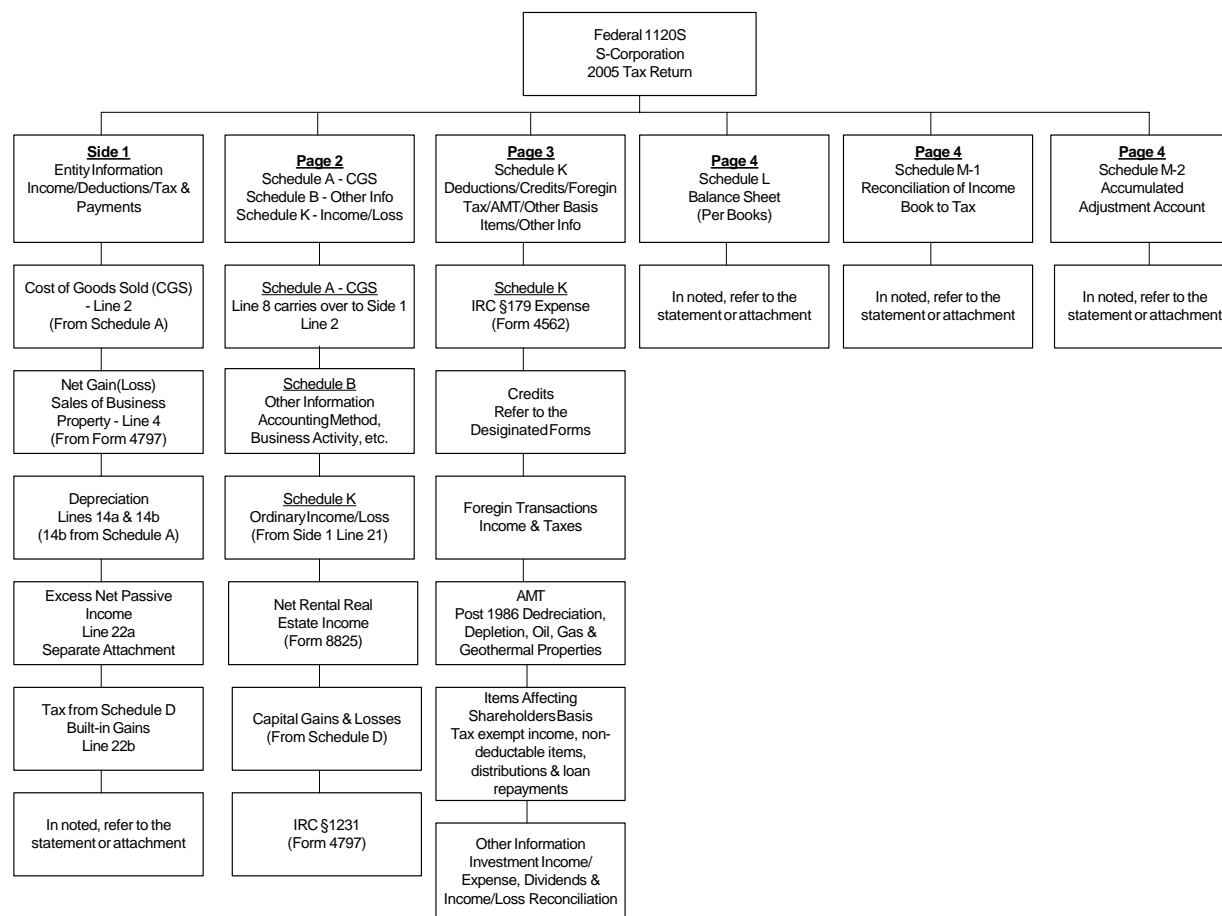 Federal 1120S
S-Corporation
2005 Tax Return
Side 1
Entity Information
Income/Deductions/Tax &
Payments
Cost of Goods Sold (CGS)
- Line 2
(From Schedule A)
Net Gain(Loss)
Sales of Business
Property - Line 4
(From Form 4797)
Depreciation
Lines 14a & 14b
(14b from Schedule A)
Excess Net Passive
Income
Line 22a
Separate Attachment
Tax from Schedule D
Built-in Gains
Line 22b
In noted, refer to the
statement or attachment
Page 2
Schedule A - CGS
Schedule B - Other Info
Schedule K - Income/Loss
Schedule A - CGS
Line 8 carries over to Side 1
Line 2
Schedule B
Other Information
Accounting Method,
Business Activity, etc.
Schedule K
Ordinary Income/Loss
(From Side 1 Line 21)
Net Rental Real
Estate Income
(Form 8825)
Capital Gains & Losses
(From Schedule D)
IRC §1231
(Form 4797)
Page 3
Schedule K
Deductions/Credits/Foregin
Tax/AMT/Other Basis
Items/Other Info
Schedule K
IRC §179 Expense
(Form 4562)
Credits
Refer to the
Desiginated Forms
Foregin Transactions
Income & Taxes
AMT
Post 1986 Dedreciation,
Depletion, Oil, Gas &
Geothermal Properties
Items Affecting
Shareholders Basis
Tax exempt income, non-
deductable items,
distributions & loan
repayments
Other Information
Investment Income/
Expense, Dividends &
Income/Loss Reconciliation
Page 4
Schedule L
Balance Sheet
(Per Books)
In noted, refer to the
statement or attachment
Page 4
Schedule M-1
Reconciliation of Income
Book to Tax
In noted, refer to the
statement or attachment
Page 4
Schedule M-2
Accumulated
Adjustment Account
In noted, refer to the
statement or attachment